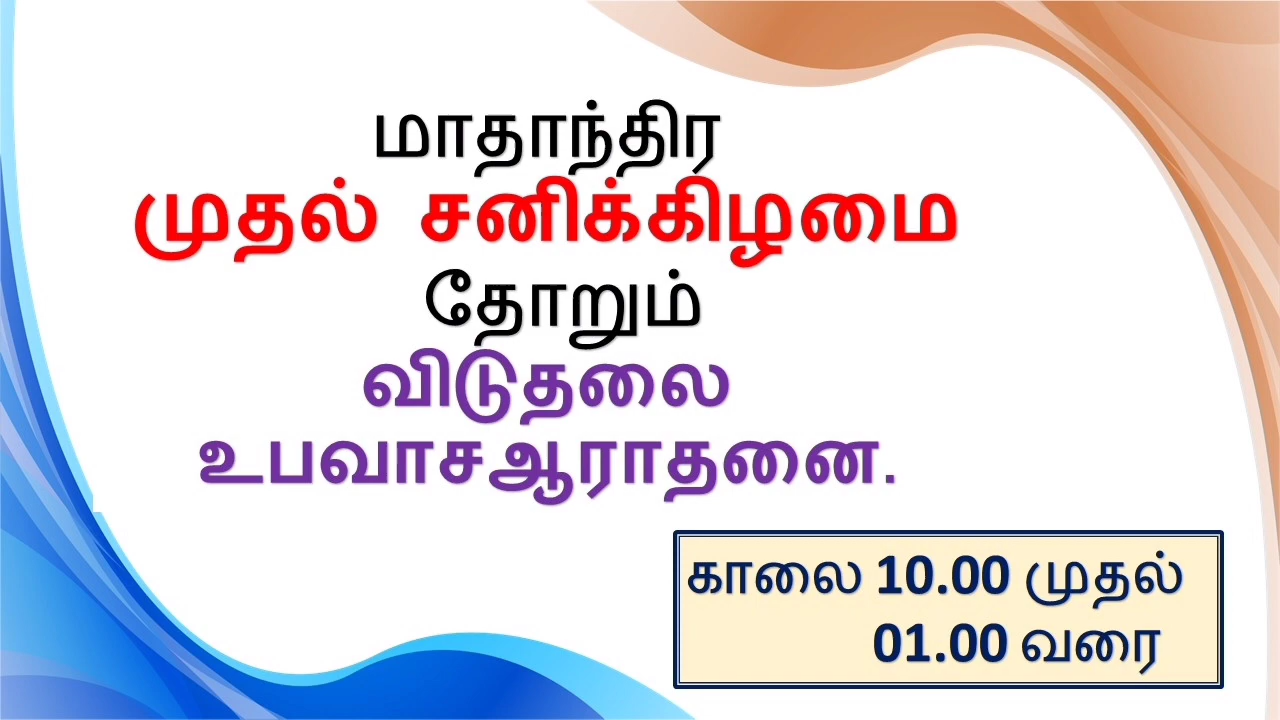 மாதாந்திர
முதல் சனிக்கிழமை
தோறும்
விடுதலை
உபவாசஆராதனை.
காலை 10.00 முதல்
01.00 வரை